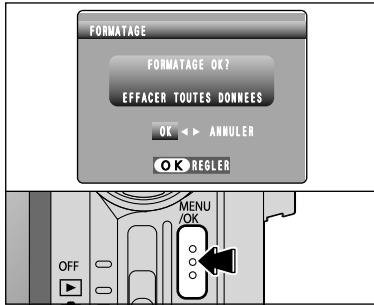 FORMATAGE
FORMATAGE OK?
EFFACER TOUTES DONNEES
OK ◄► ANNULER
OK REGLER
MENU
/OK
OFF